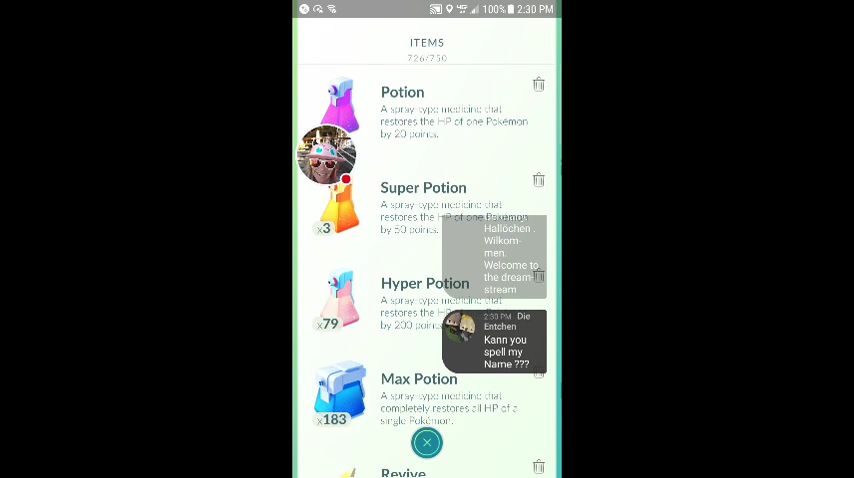 100% 2:30 PM
ITEMS
726/750
Potion
A spray-type medicine that
restores the HP of one Pokémon
by 20 points.
Super Potion
A spray-type medicine that
restores the HP of one Pokémon
by 50 points.
x3
Hallöchen .
Wilkom-
men.
Welcome to
the dream-
stream
Hyper Potion
A spray-type medicine that
restores the HP of
by 200 points.
x79
2:30 PM Die
Entchen
Kann you
spell my
Name ???
Max Potion
A spray-type medicine that
completely restores all HP of a
single Pokémon.
x183
Revive